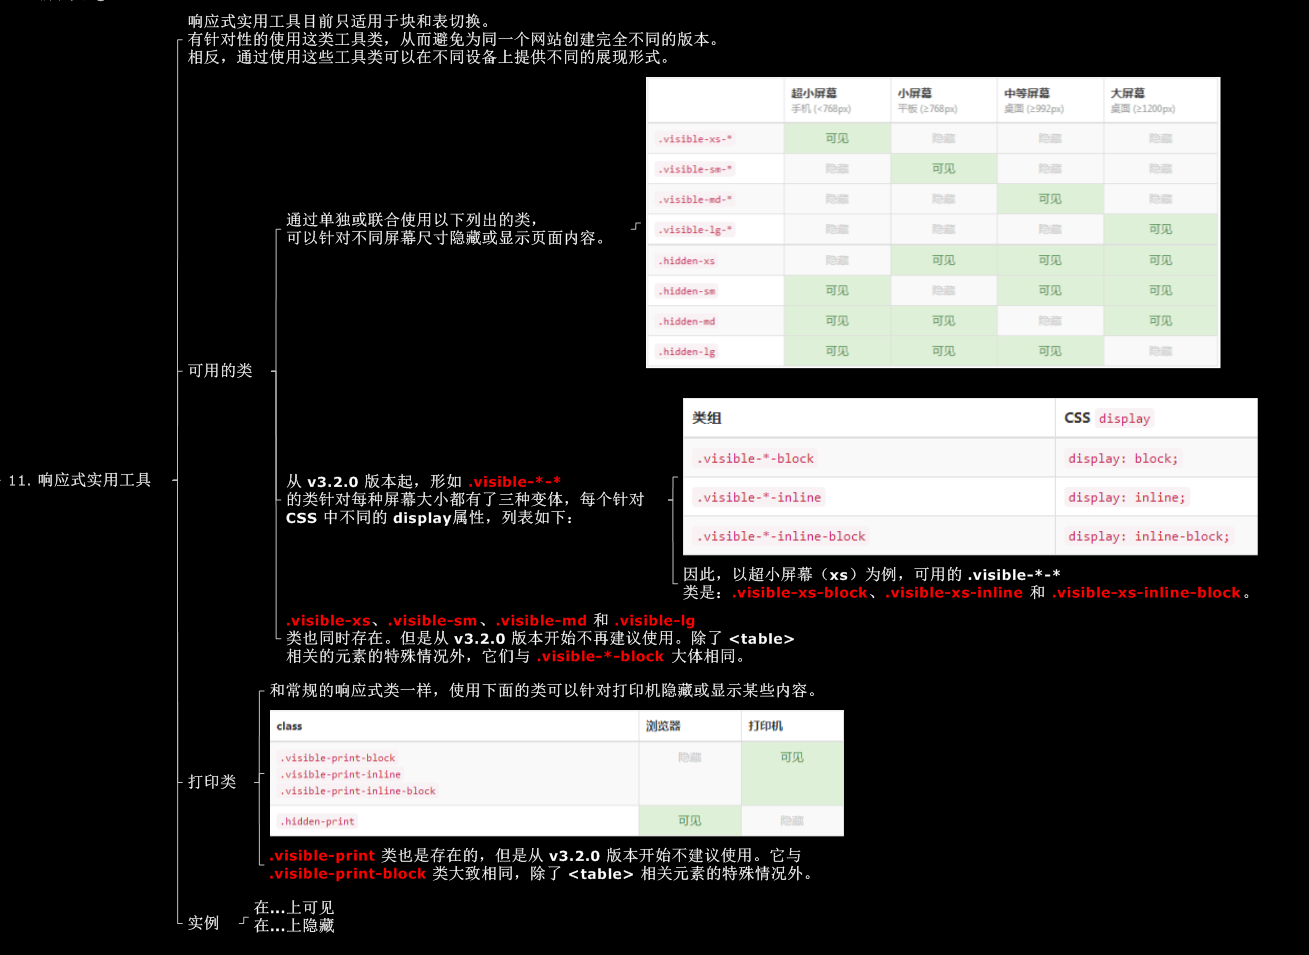 响应式实用工具目前只适用于块和表切换。
有针对性的使用这类工具类，从而避免为同一个网站创建完全不同的版本。
相反，通过使用这些工具类可以在不同设备上提供不同的展现形式。
超小屏幕 小屏幕 中等屏幕 大屏幕
手机 (<768px) 平板 (≥768px) 桌面 (≥992px) 桌面 (≥1200px)
.visible-xs-* 可见 隐藏 隐藏 隐藏
.visible-sm-* 隐藏 可见 隐藏 隐藏
.visible-md-* 隐藏 隐藏 可见 隐藏
.visible-lg-* 隐藏 隐藏 隐藏 可见
.hidden-xs 隐藏 可见 可见 可见
.hidden-sm 可见 隐藏 可见 可见
.hidden-md 可见 可见 隐藏 可见
.hidden-lg 可见 可见 可见 隐藏
通过单独或联合使用以下列出的类，
可以针对不同屏幕尺寸隐藏或显示页面内容。
可用的类
类组 CSS display
.visible-*-block display: block;
.visible-*-inline display: inline;
.visible-*-inline-block display: inline-block;
11. 响应式实用工具
从 v3.2.0 版本起，形如 .visible-*-*
的类针对每种屏幕大小都有了三种变体，每个针对
CSS 中不同的 display属性，列表如下：
因此，以超小屏幕（xs）为例，可用的 .visible-*-*
类是：.visible-xs-block、.visible-xs-inline 和 .visible-xs-inline-block。
.visible-xs、.visible-sm、.visible-md 和 .visible-lg
类也同时存在。但是从 v3.2.0 版本开始不再建议使用。除了 <table>
相关的元素的特殊情况外，它们与 .visible-*-block 大体相同。
和常规的响应式类一样，使用下面的类可以针对打印机隐藏或显示某些内容。
class 浏览器 打印机
.visible-print-block 隐藏 可见
.visible-print-inline
.visible-print-inline-block
.hidden-print 可见 隐藏
打印类
.visible-print 类也是存在的，但是从 v3.2.0 版本开始不建议使用。它与
.visible-print-block 类大致相同，除了 <table> 相关元素的特殊情况外。
实例
在...上可见
在...上隐藏